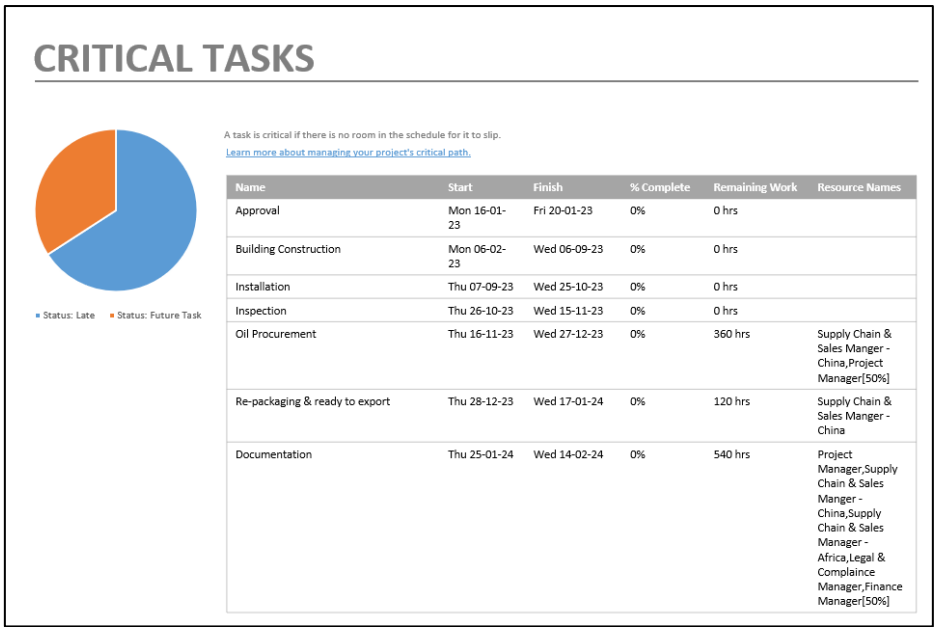 CRITICAL TASKS
A task is critical if there is no room in the schedule for it to slip.
Learn more about managing your project's critical path.
Name Start Finish % Complete Remaining Work Resource Names
Approval Mon 16-01- Fri 20-01-23 0% 0 hrs
23
Building Construction Mon 06-02- Wed 06-09-23 0% 0 hrs
23
Installation Thu 07-09-23 Wed 25-10-23 0% 0 hrs
Inspection Thu 26-10-23 Wed 15-11-23 0% 0 hrs
Oil Procurement Thu 16-11-23 Wed 27-12-23 0% 360 hrs Supply Chain &
Sales Manger -
China,Project
Manager[50%]
Re-packaging & ready to export Thu 28-12-23 Wed 17-01-24 0% 120 hrs Supply Chain &
Sales Manger -
China
Documentation Thu 25-01-24 Wed 14-02-24 0% 540 hrs Project
Manager,Supply
Chain & Sales
Manger -
China,Supply
Chain & Sales
Manager -
Africa,Legal &
Complaince
Manager,Finance
Manager[50%]
Status: Late Status: Future Task